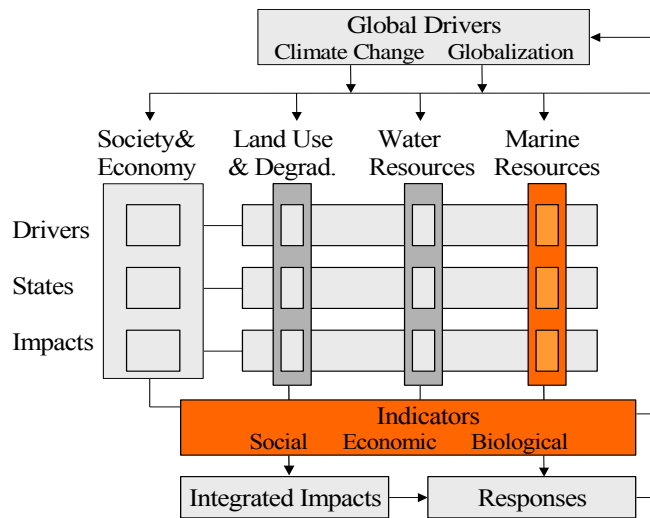 Global Drivers
Climate Change Globalization
Society& Land Use Water Marine
Economy & Degrad. Resources Resources
Drivers
States
Impacts
Indicators
Social Economic Biological
Integrated Impacts Responses